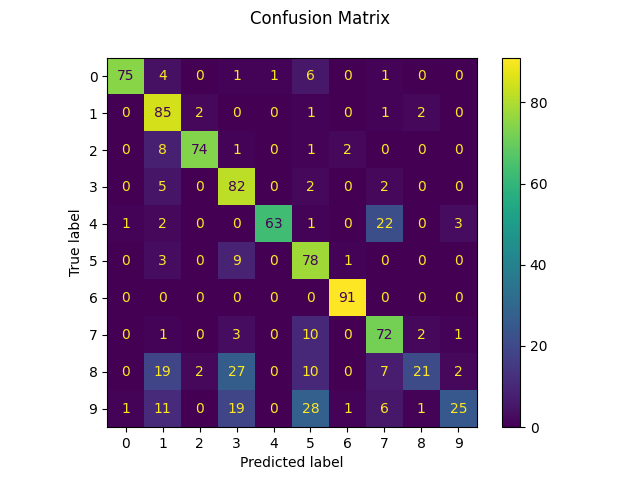 Confusion Matrix
0 75 4 0 1 1 6 0 1 0 0
1 0 85 2 0 0 1 0 1 2 0
2 0 8 74 1 0 1 2 0 0 0
3 0 5 0 82 0 2 0 2 0 0
4 1 2 0 0 63 1 0 22 0 3
5 0 3 0 9 0 78 1 0 0 0
6 0 0 0 0 0 0 91 0 0 0
7 0 1 0 3 0 10 0 72 2 1
8 0 19 2 27 0 10 0 7 21 2
9 1 11 0 19 0 28 1 6 1 25
0 1 2 3 4 5 6 7 8 9
True label
Predicted label
80
60
40
20
0